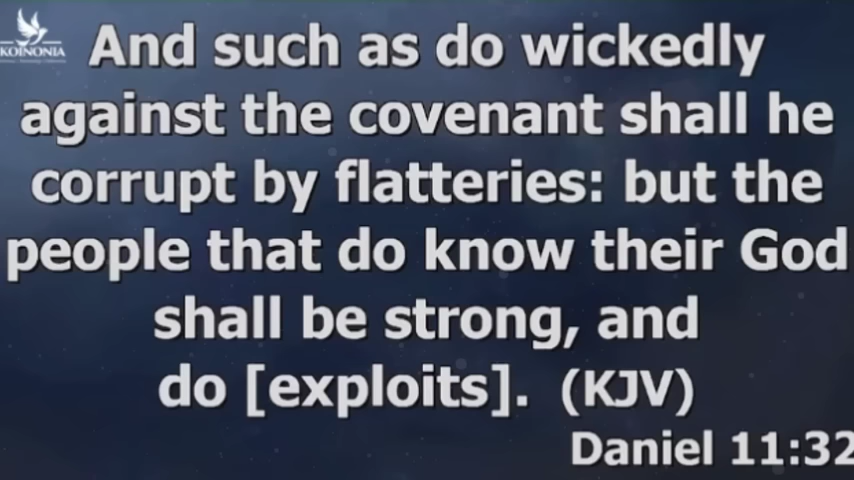 KOINONIA
And such as do wickedly
against the covenant shall he
corrupt by flatteries: but the
people that do know their God
shall be strong, and
do [exploits]. (KJV)
Daniel 11:32